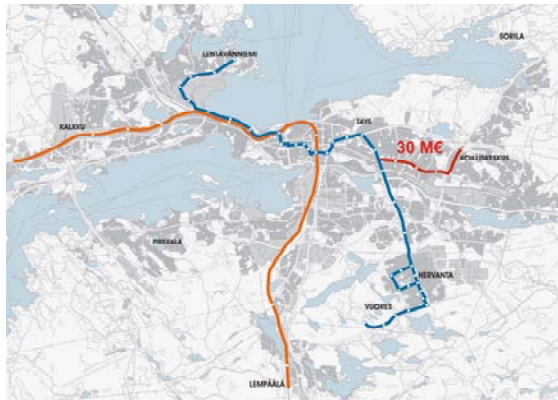 SORILA
LENTÄVÄNNIEMI
KALKKU
TAYS
30 M€
PIRKKALA
HERVANTA
VUORES
LEMPÄÄLÄ